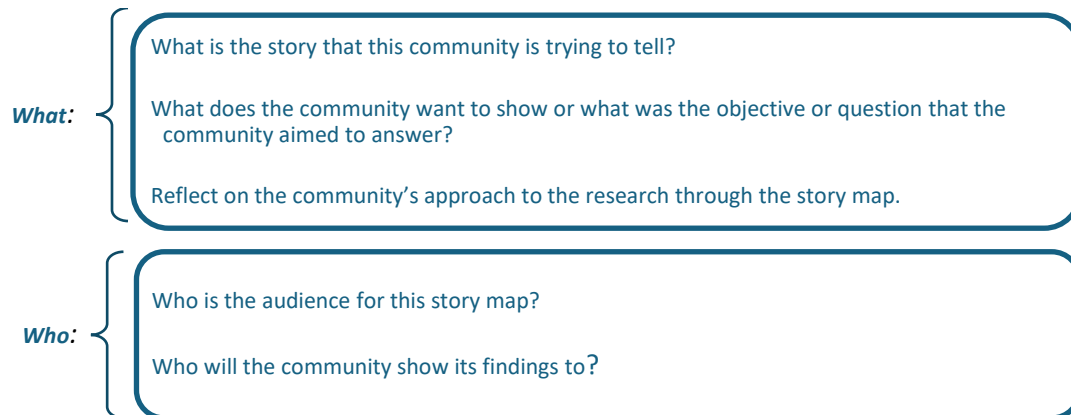 What:
What is the story that this community is trying to tell?
What does the community want to show or what was the objective or question that the
community aimed to answer?
Reflect on the community’s approach to the research through the story map.
Who:
Who is the audience for this story map?
Who will the community show its findings to?